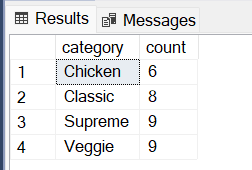 Results Messages
category count
1 Chicken 6
2 Classic 8
3 Supreme 9
4 Veggie 9